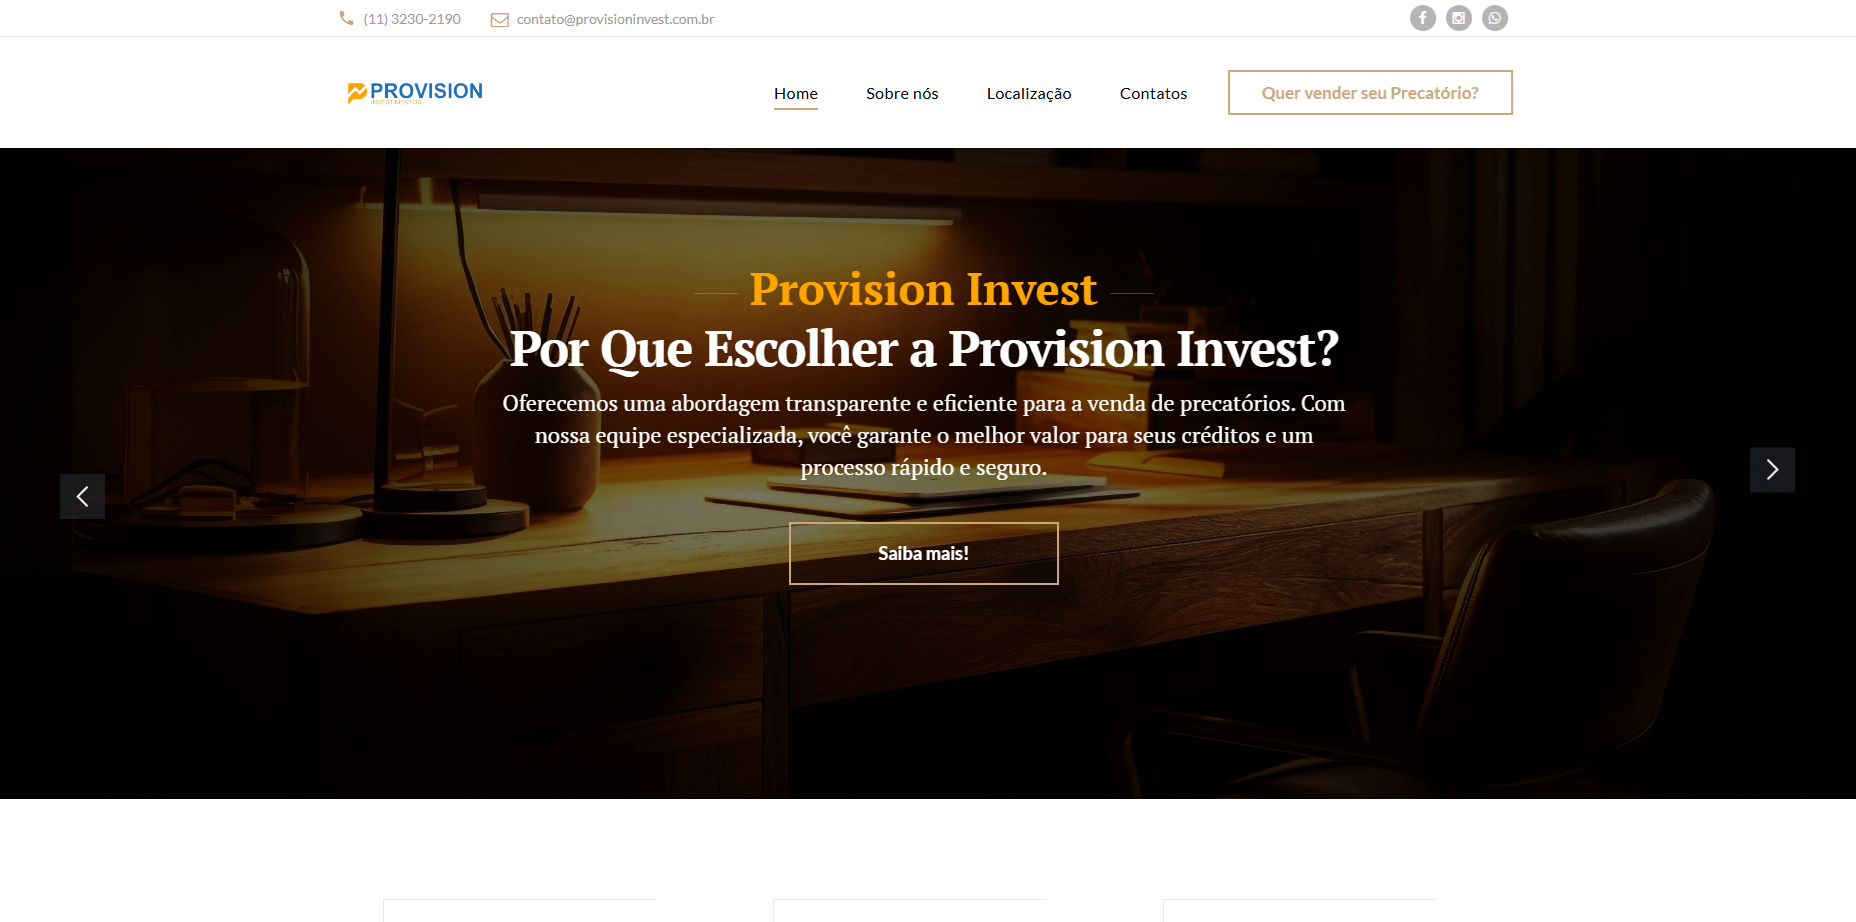 (11) 3230-2190
contato@provisioninvest.com.br
PROVISION
INVESTIMENTOS
Home
Sobre nós
Localização
Contatos
Quer vender seu Precatório?
Provision Invest
Por Que Escolher a Provision Invest?
Oferecemos uma abordagem transparente e eficiente para a venda de precatórios. Com
nossa equipe especializada, você garante o melhor valor para seus créditos e um
processo rápido e seguro.
Saiba mais!